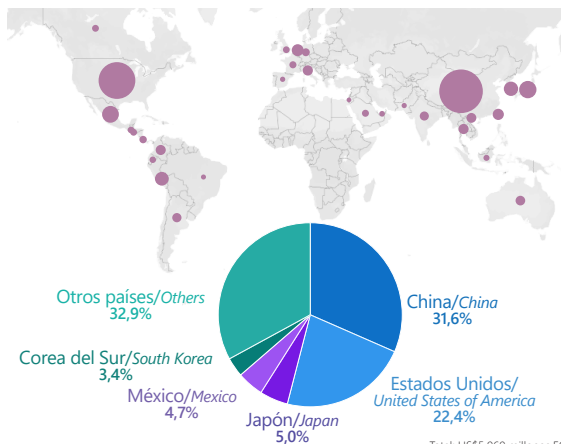 Otros países/Others
32,9%
China/China
31,6%
Corea del Sur/South Korea
3,4%
Estados Unidos/
United States of America
22,4%
México/Mexico
4,7%
Japón/Japan
5,0%